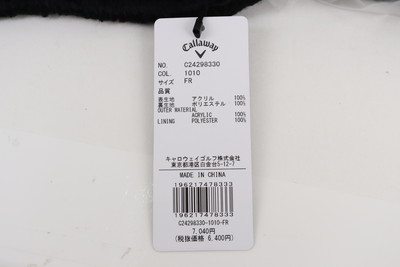 Callaway
NO. C24298330
COL. 1010
サイズ FR
品質
表生地 アクリル 100%
裏生地 ポリエステル 100%
OUTER MATERIAL
ACRYLIC 100%
LINING POLYESTER 100%
キャロウェイゴルフ株式会社
東京都港区白金台5-12-7
MADE IN CHINA
196217478333
196217478333
C24298330-1010-FR
7,040円
(税抜価格 6,400円)